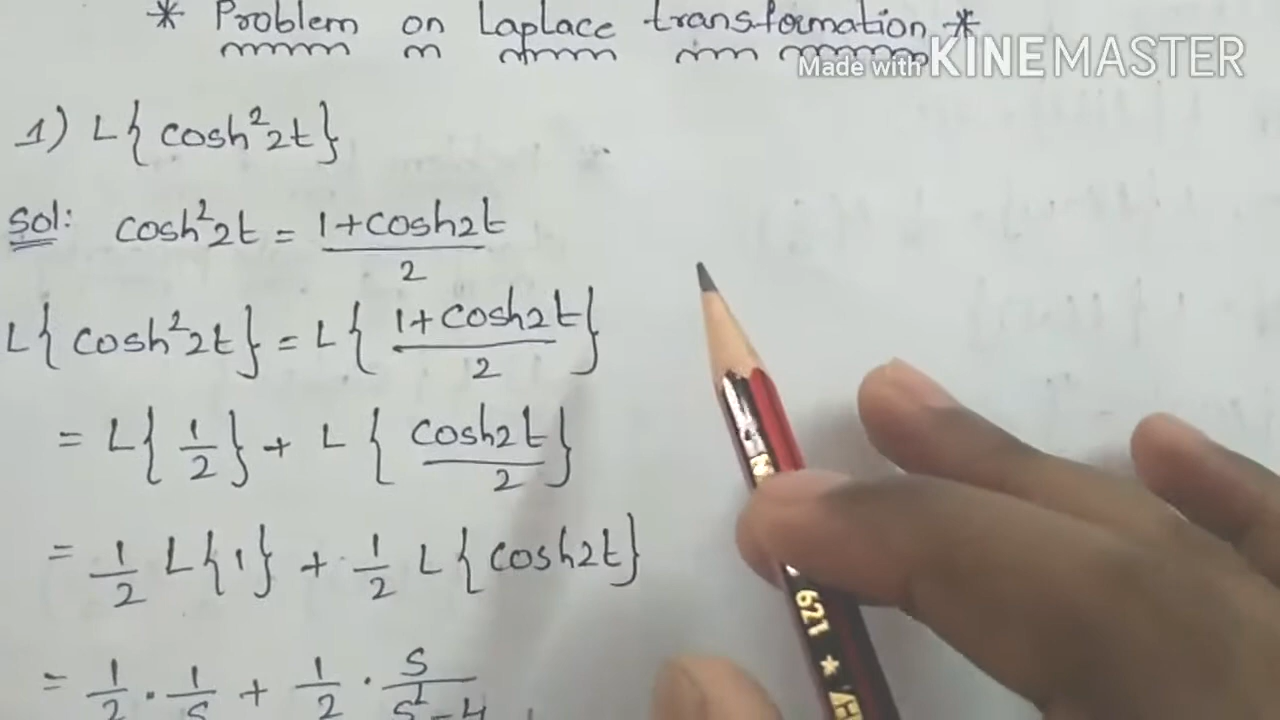 * Problem on Laplace transformation *
Made with KINEMASTER
1) L{cosh²2t}
Sol: cosh²2t = (1+cosh2t)/2
L{cosh²2t} = L{(1+cosh2t)/2}
= L{1/2} + L{cosh2t/2}
= 1/2 L{1} + 1/2 L{cosh2t}
= 1/2 · 1/s + 1/2 · s/(s²-4)
621